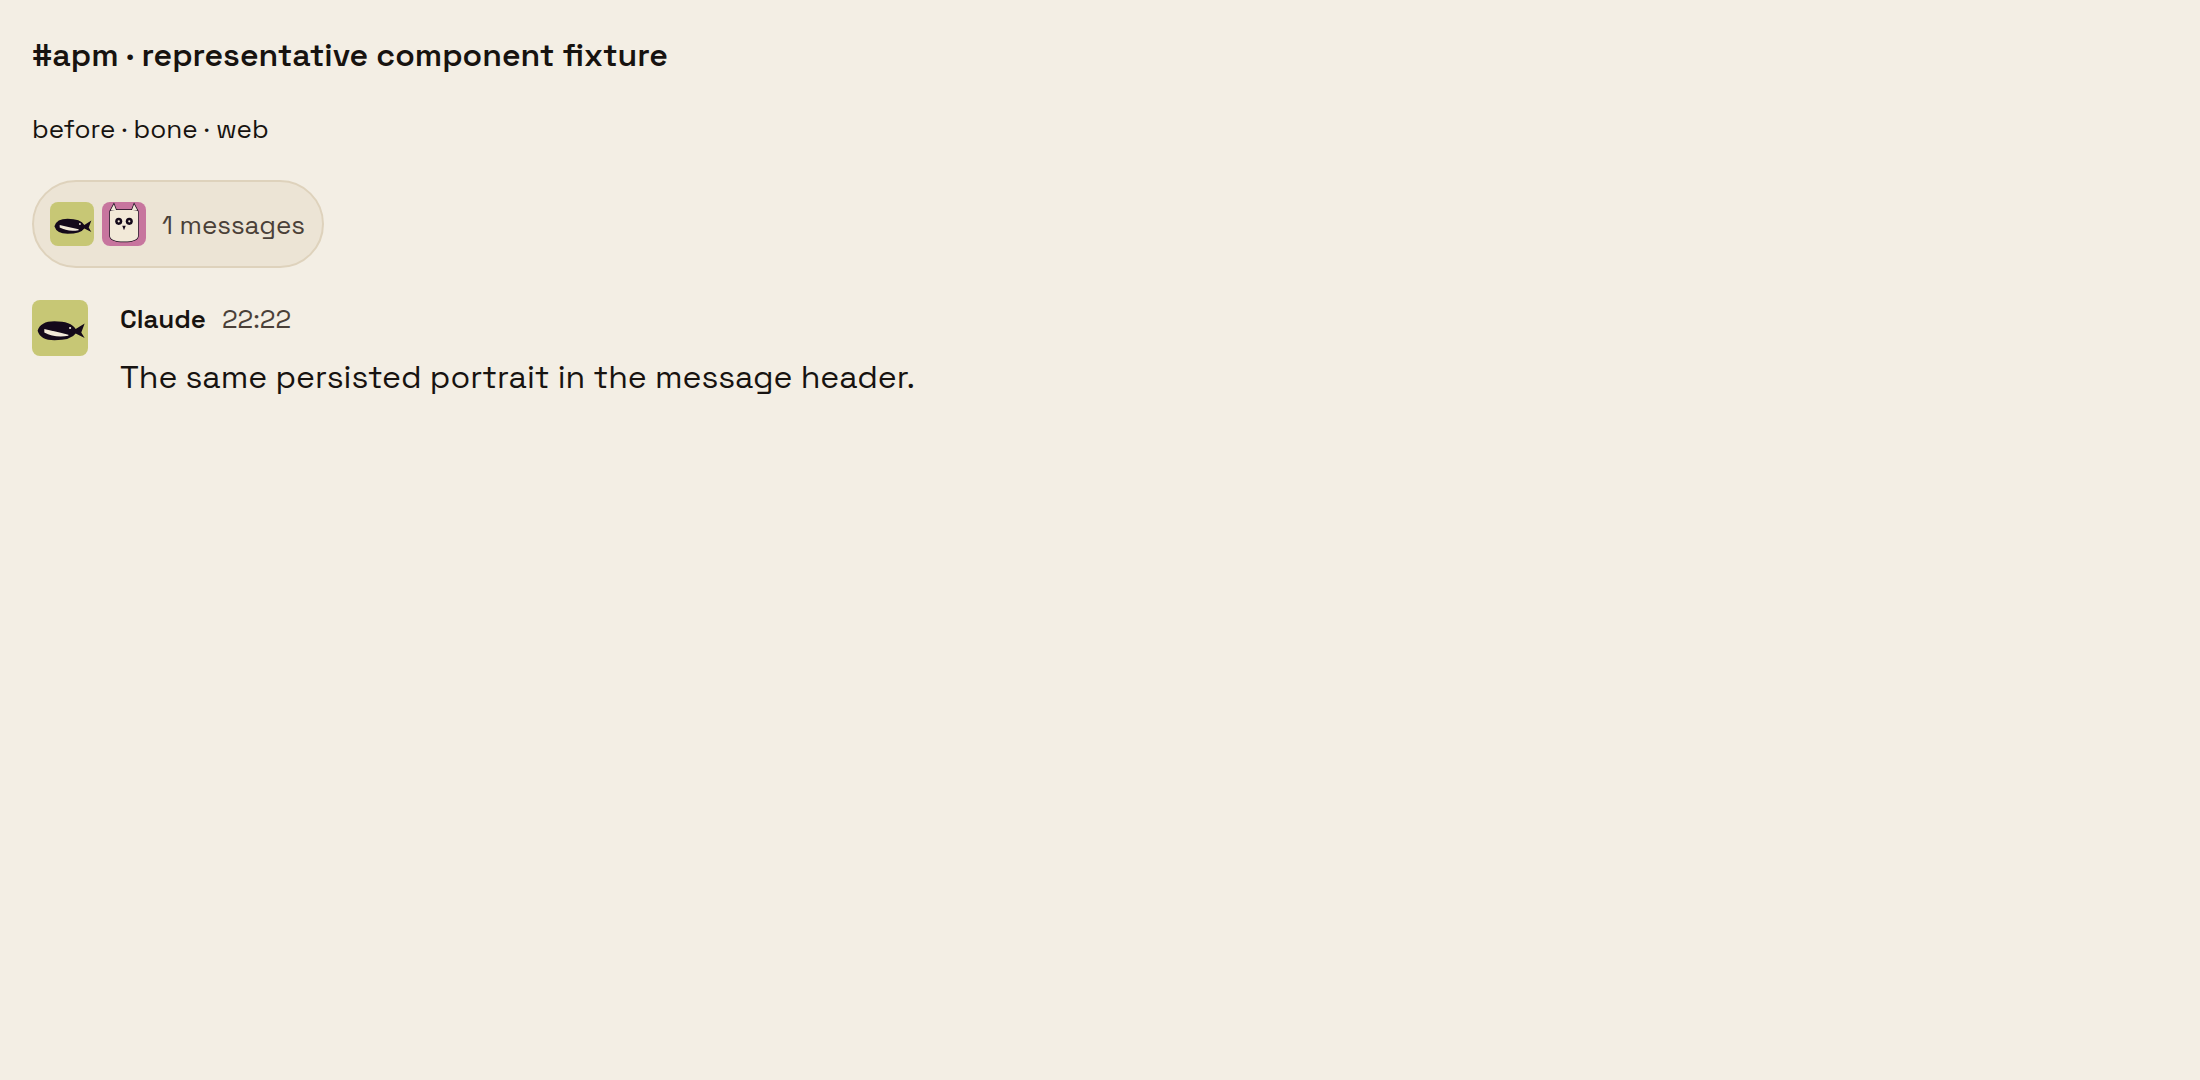 #apm · representative component fixture
before · bone · web
1 messages
Claude 22:22
The same persisted portrait in the message header.